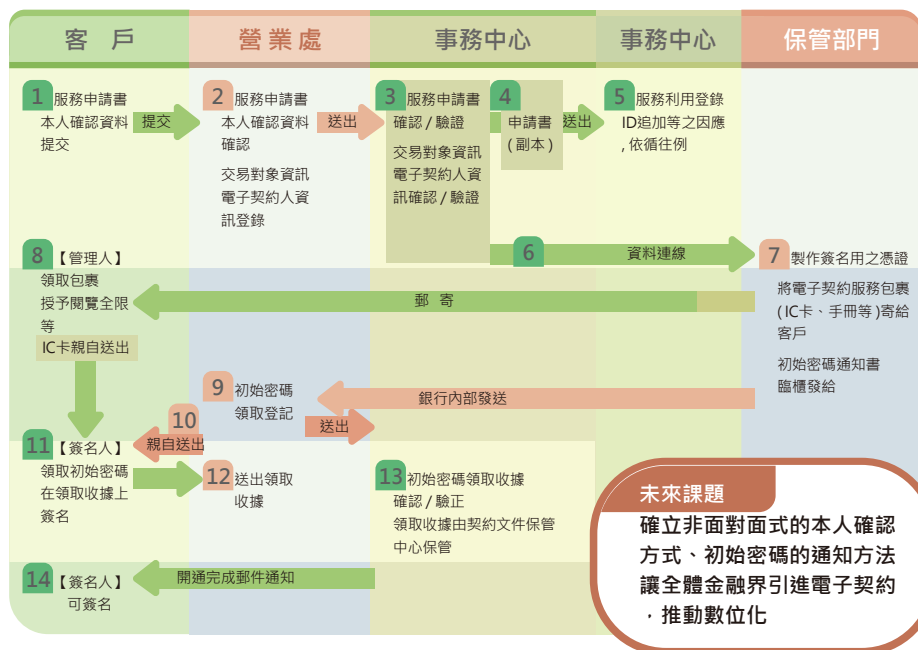 客 戶
營 業 處
事務中心
事務中心
保管部門
1 服務申請書
本人確認資料
提交
提交
2 服務申請書
本人確認資料
確認
交易對象資訊
電子契約人資
訊登錄
送出
3 服務申請書
確認 / 驗證
交易對象資訊
電子契約人資
訊確認 / 驗證
4
申請書
( 副本 )
送出
5 服務利用登錄
ID追加等之因應
, 依循往例
6 資料連線
7 製作簽名用之憑證
將電子契約服務包裹
( IC卡、手冊等 )寄給
客戶
初始密碼通知書
臨櫃發給
郵 寄
8 【管理人】
領取包裹
授予閱覽全限
等
IC卡親自送出
9 初始密碼
領取登記
銀行內部發送
送出
10
親自送出
11 【簽名人】
領取初始密碼
在領取收據上
簽名
12 送出領取
收據
13 初始密碼領取收據
確認 / 驗正
領取收據由契約文件保管
中心保管
開通完成郵件通知
14 【簽名人】
可簽名
未來課題
確立非面對面式的本人確認
方式、初始密碼的通知方法
讓全體金融界引進電子契約
．推動數位化